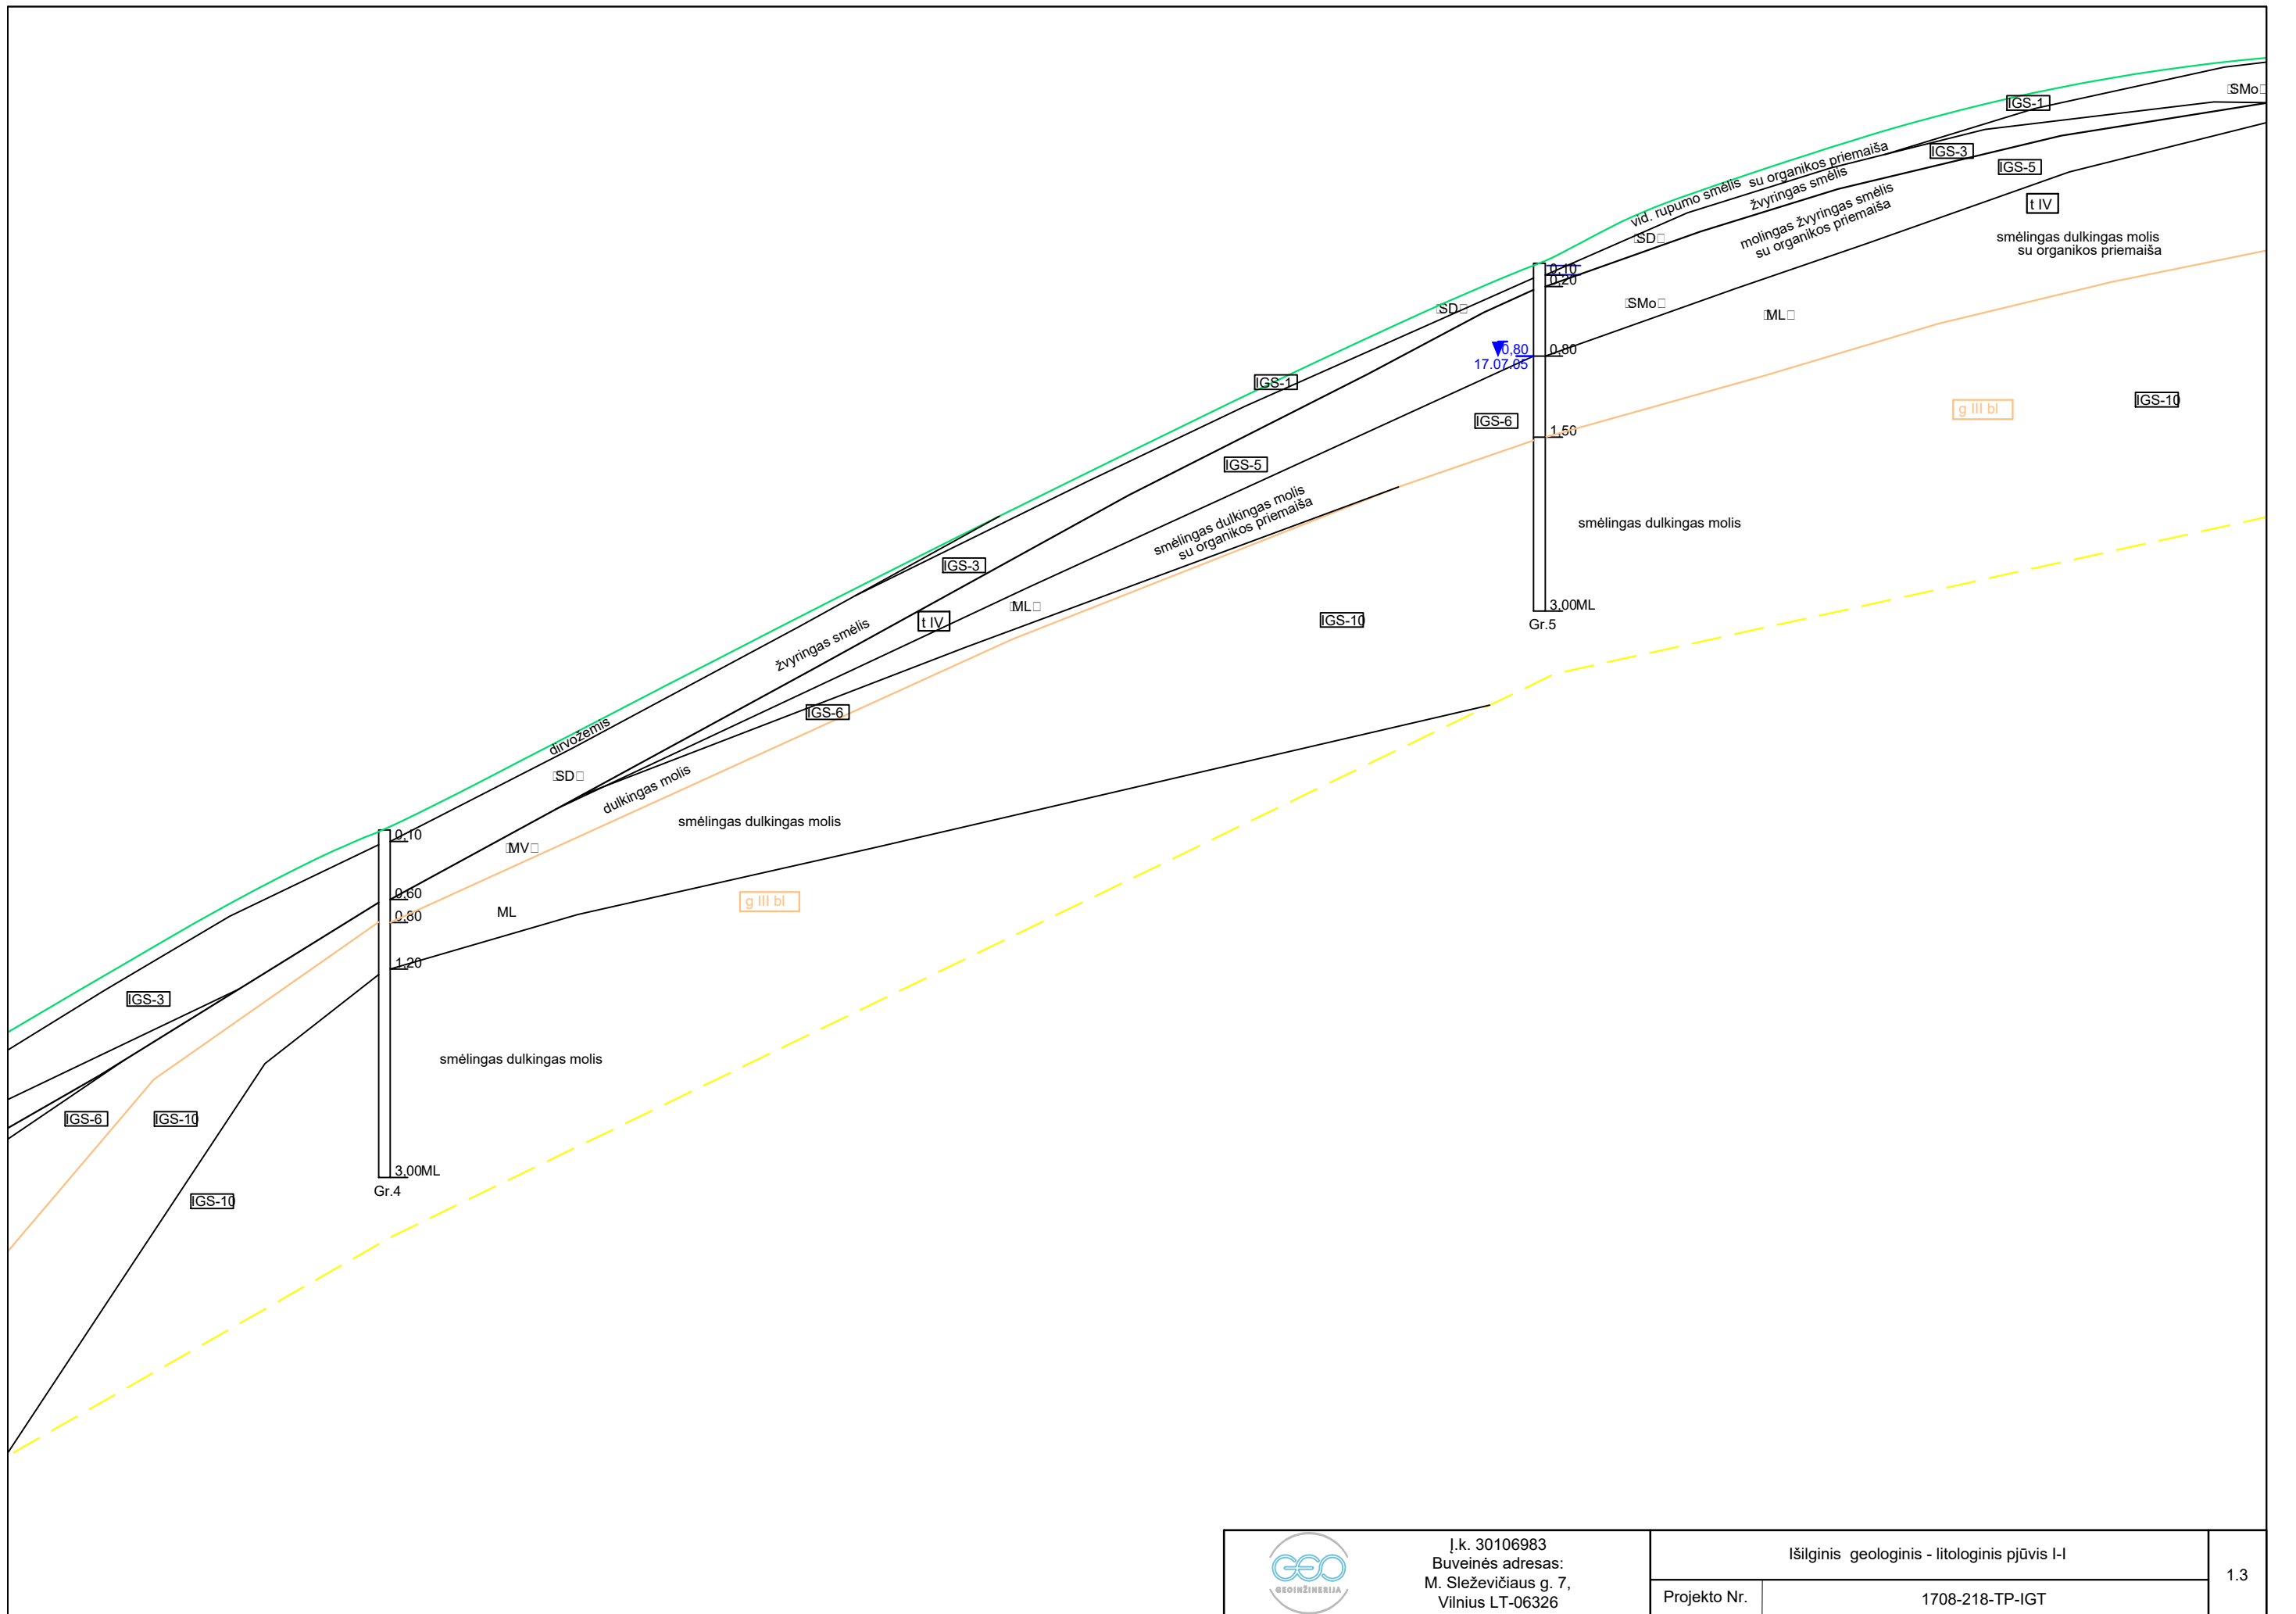 [SMo]
IGS-1
IGS-3
IGS-5
vid. rupumo smėlis su organikos priemaiša
žvyringas smėlis
t IV
molingas žvyringas smėlis
su organikos priemaiša
smėlingas dulkingas molis
su organikos priemaiša
[SD]
0,10
0,20
[SMo]
[SD]
[ML]
0,80
0,80
17.07.05
IGS-1
IGS-10
g III bl
IGS-6
1,50
IGS-5
smėlingas dulkingas molis
su organikos priemaiša
smėlingas dulkingas molis
IGS-3
[ML]
3,00ML
Gr.5
t IV
IGS-10
žvyringas smėlis
IGS-6
dirvožemis
[SD]
dulkingas molis
smėlingas dulkingas molis
0,10
[MV]
0,60
0,80
ML
g III bl
1,20
IGS-3
smėlingas dulkingas molis
IGS-6
IGS-10
3,00ML
Gr.4
IGS-10
GEO
GEOINŽINERIJA
Į.k. 30106983
Buveinės adresas:
M. Sleževičiaus g. 7,
Vilnius LT-06326
Išilginis geologinis - litologinis pjūvis I-I
Projekto Nr.
1708-218-TP-IGT
1.3